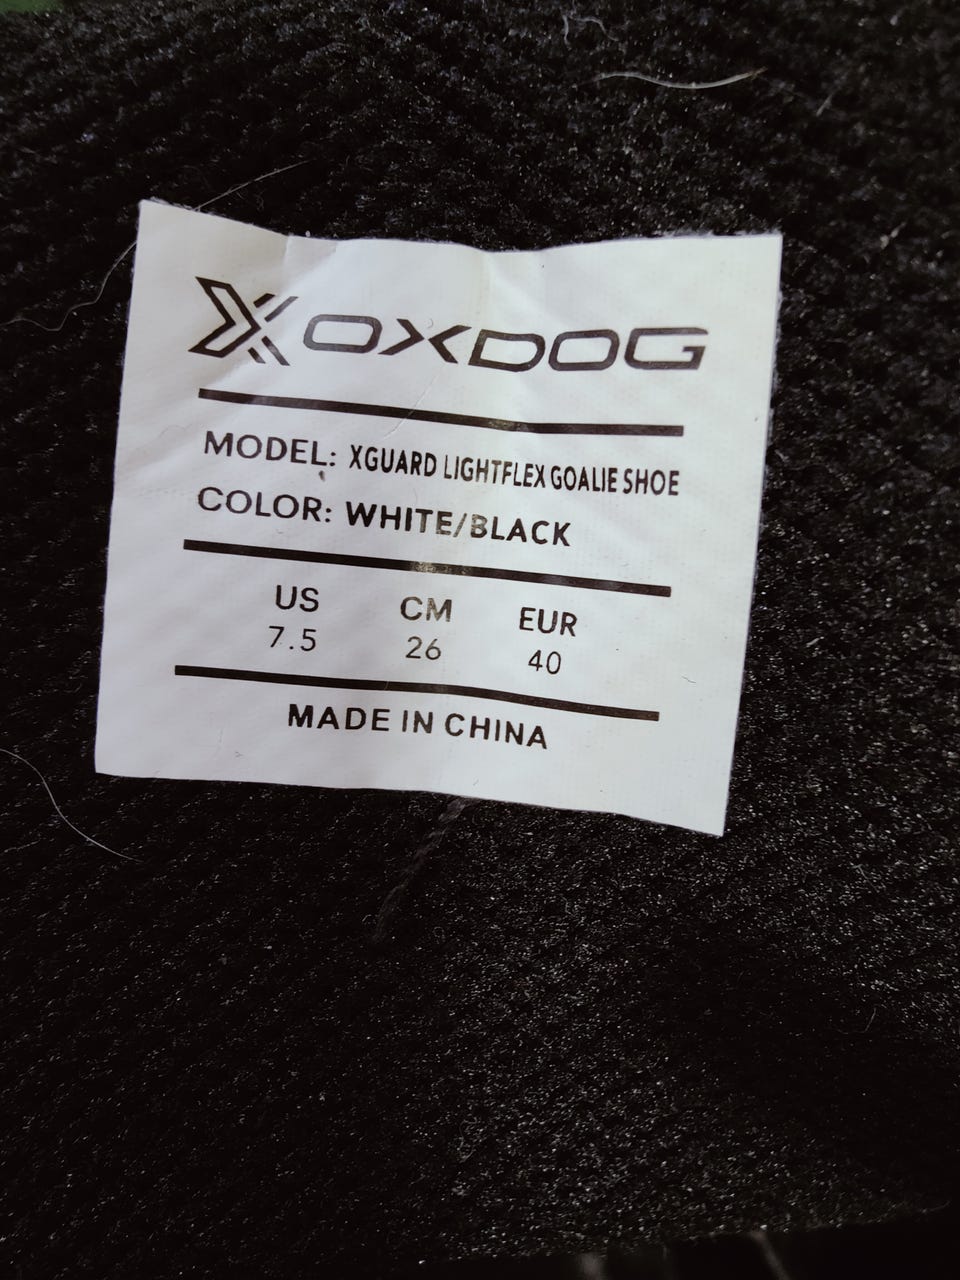 X OXDOG
MODEL: XGUARD LIGHTFLEX GOALIE SHOE
COLOR: WHITE/BLACK
US CM EUR
7.5 26 40
MADE IN CHINA